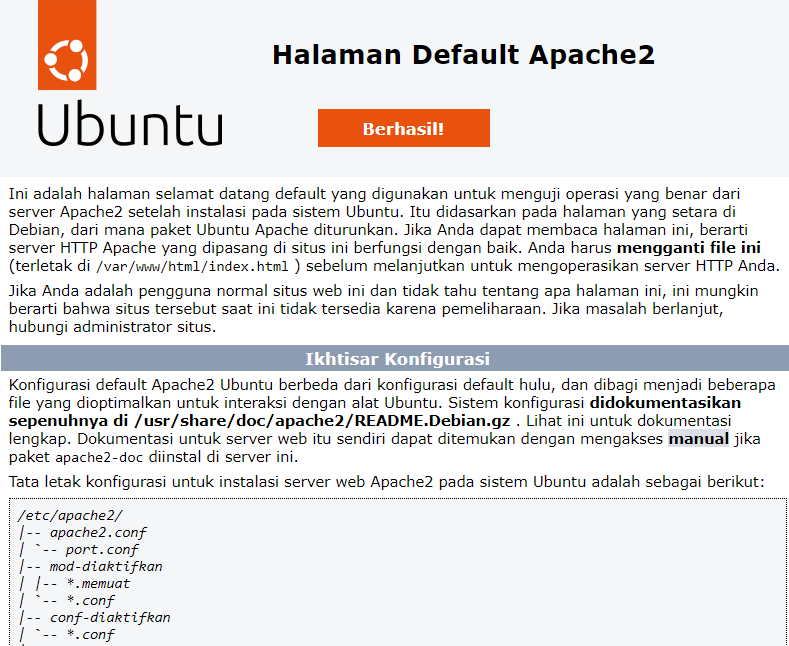 Ubuntu
Halaman Default Apache2
Berhasil!
Ini adalah halaman selamat datang default yang digunakan untuk menguji operasi yang benar dari
server Apache2 setelah instalasi pada sistem Ubuntu. Itu didasarkan pada halaman yang setara di
Debian, dari mana paket Ubuntu Apache diturunkan. Jika Anda dapat membaca halaman ini, berarti
server HTTP Apache yang dipasang di situs ini berfungsi dengan baik. Anda harus mengganti file ini
(terletak di /var/www/html/index.html ) sebelum melanjutkan untuk mengoperasikan server HTTP Anda.
Jika Anda adalah pengguna normal situs web ini dan tidak tahu tentang apa halaman ini, ini mungkin
berarti bahwa situs tersebut saat ini tidak tersedia karena pemeliharaan. Jika masalah berlanjut,
hubungi administrator situs.
Ikhtisar Konfigurasi
Konfigurasi default Apache2 Ubuntu berbeda dari konfigurasi default hulu, dan dibagi menjadi beberapa
file yang dioptimalkan untuk interaksi dengan alat Ubuntu. Sistem konfigurasi didokumentasikan
sepenuhnya di /usr/share/doc/apache2/README.Debian.gz . Lihat ini untuk dokumentasi
lengkap. Dokumentasi untuk server web itu sendiri dapat ditemukan dengan mengakses manual jika
paket apache2-doc diinstal di server ini.
Tata letak konfigurasi untuk instalasi server web Apache2 pada sistem Ubuntu adalah sebagai berikut:
/etc/apache2/
|-- apache2.conf
| `-- port.conf
|-- mod-diaktifkan
| |-- *.memuat
| `-- *.conf
|-- conf-diaktifkan
| `-- *.conf